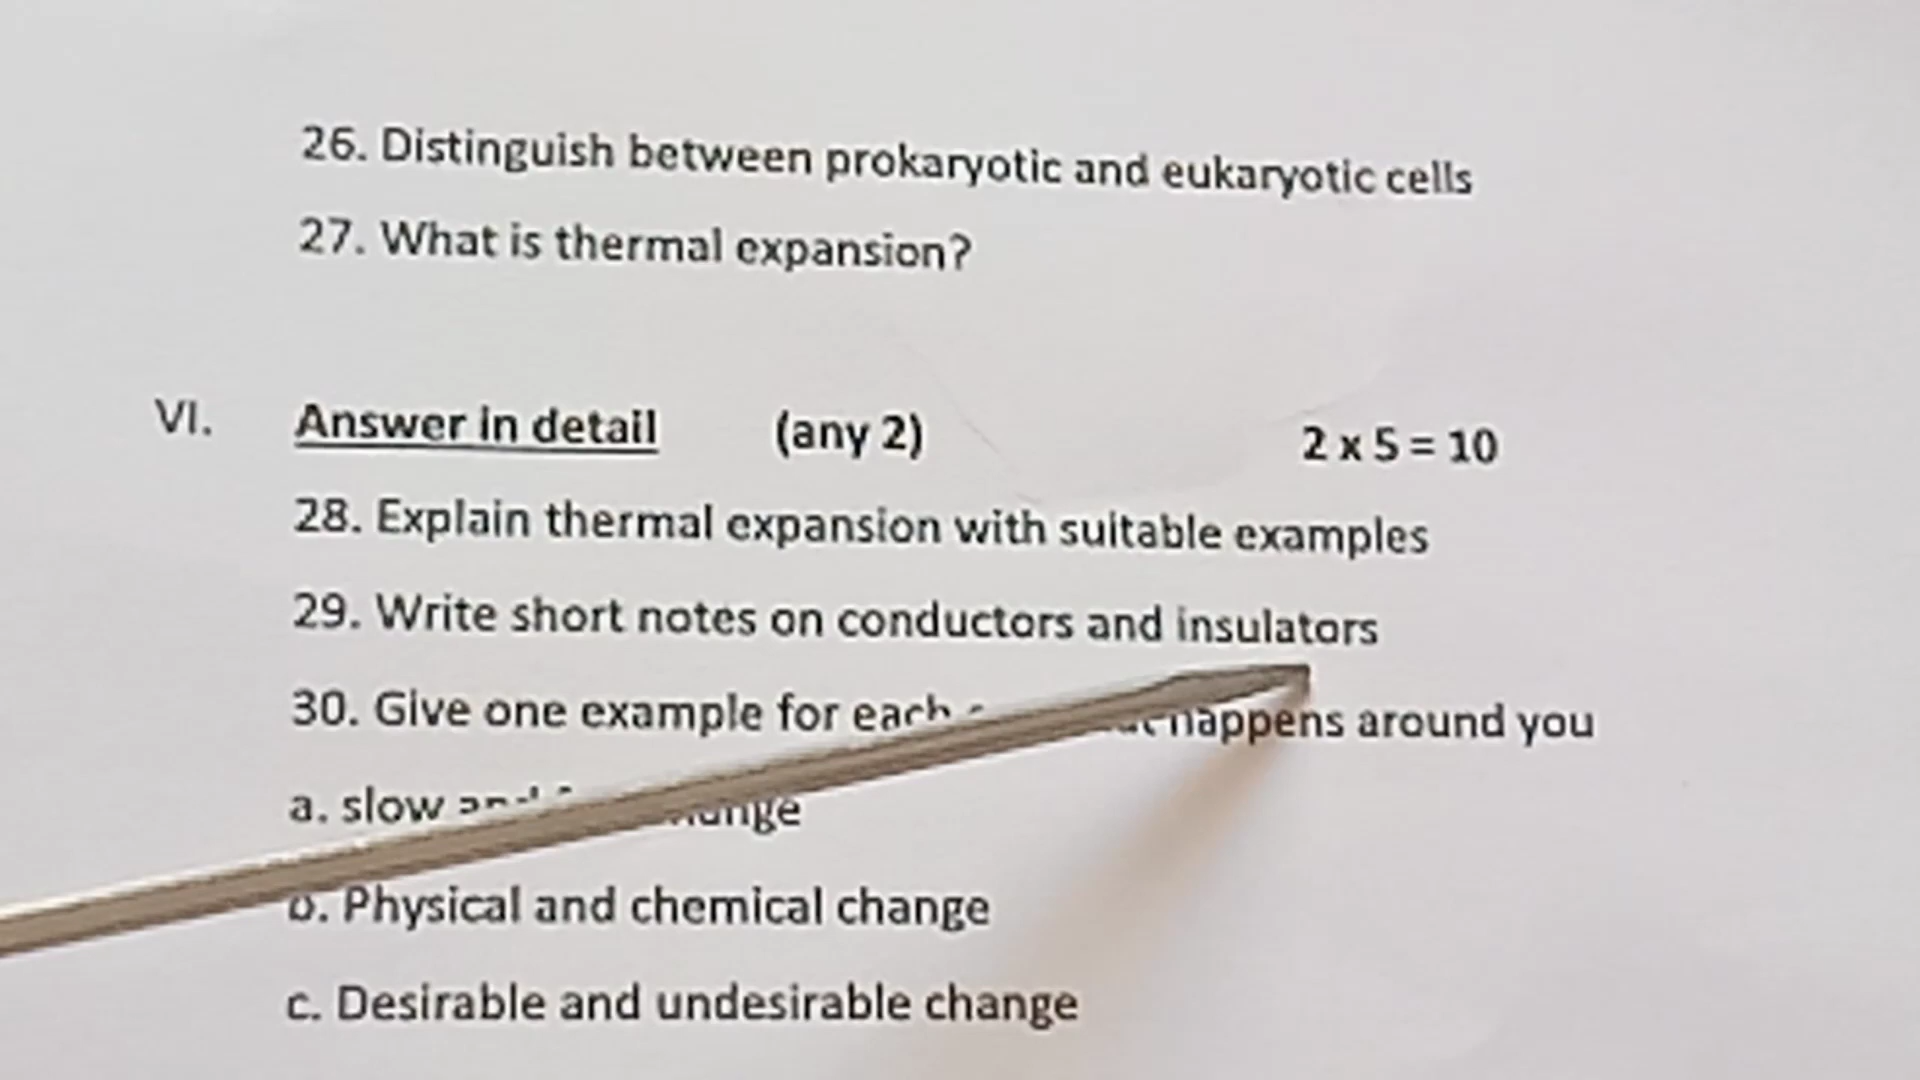 26. Distinguish between prokaryotic and eukaryotic cells
27. What is thermal expansion?
VI. Answer in detail (any 2) 2 x 5 = 10
28. Explain thermal expansion with suitable examples
29. Write short notes on conductors and insulators
30. Give one example for each happens around you
a. slow and change
b. Physical and chemical change
c. Desirable and undesirable change